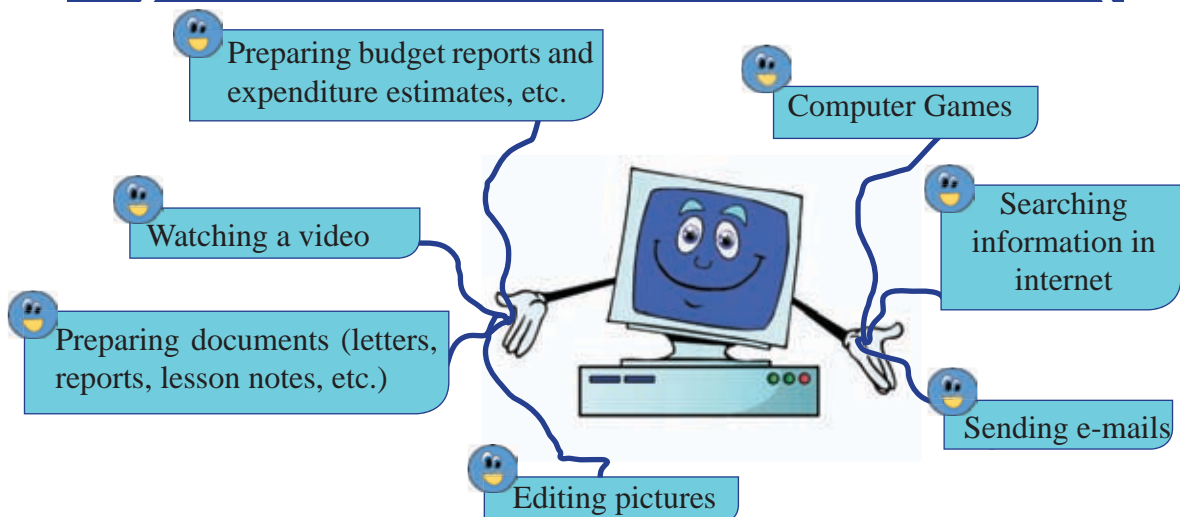 Preparing budget reports and
expenditure estimates, etc.
Computer Games
Watching a video
Searching
information in
internet
Preparing documents (letters,
reports, lesson notes, etc.)
Sending e-mails
Editing pictures